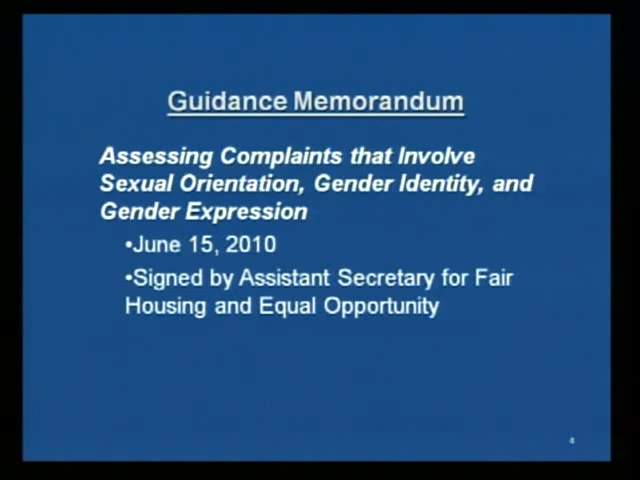 Guidance Memorandum
Assessing Complaints that Involve
Sexual Orientation, Gender Identity, and
Gender Expression
•June 15, 2010
•Signed by Assistant Secretary for Fair
Housing and Equal Opportunity
4